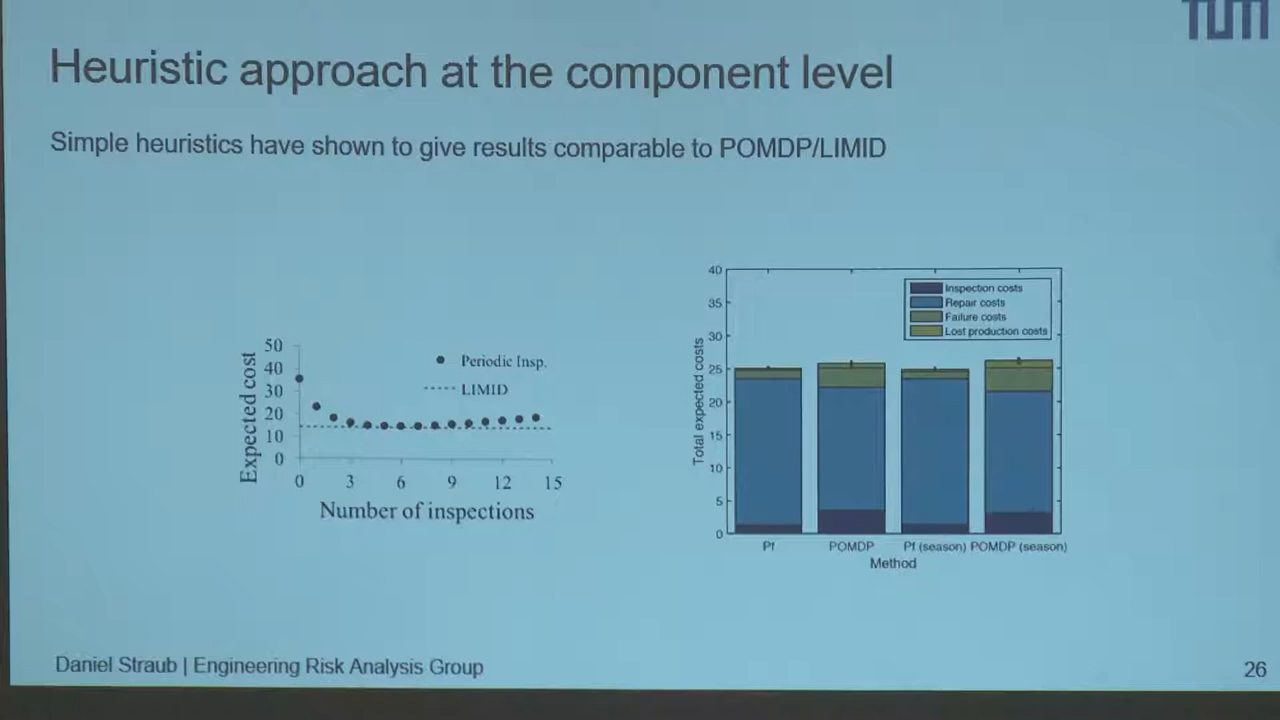 TUM
Heuristic approach at the component level
Simple heuristics have shown to give results comparable to POMDP/LIMID
50
40
30
20
10
0
Expected cost
Periodic Insp.
LIMID
0 3 6 9 12 15
Number of inspections
40
35
30
25
20
15
10
5
0
Total expected costs
Inspection costs
Repair costs
Failure costs
Lost production costs
Pf POMDP Pf (season) POMDP (season)
Method
Daniel Straub | Engineering Risk Analysis Group
26